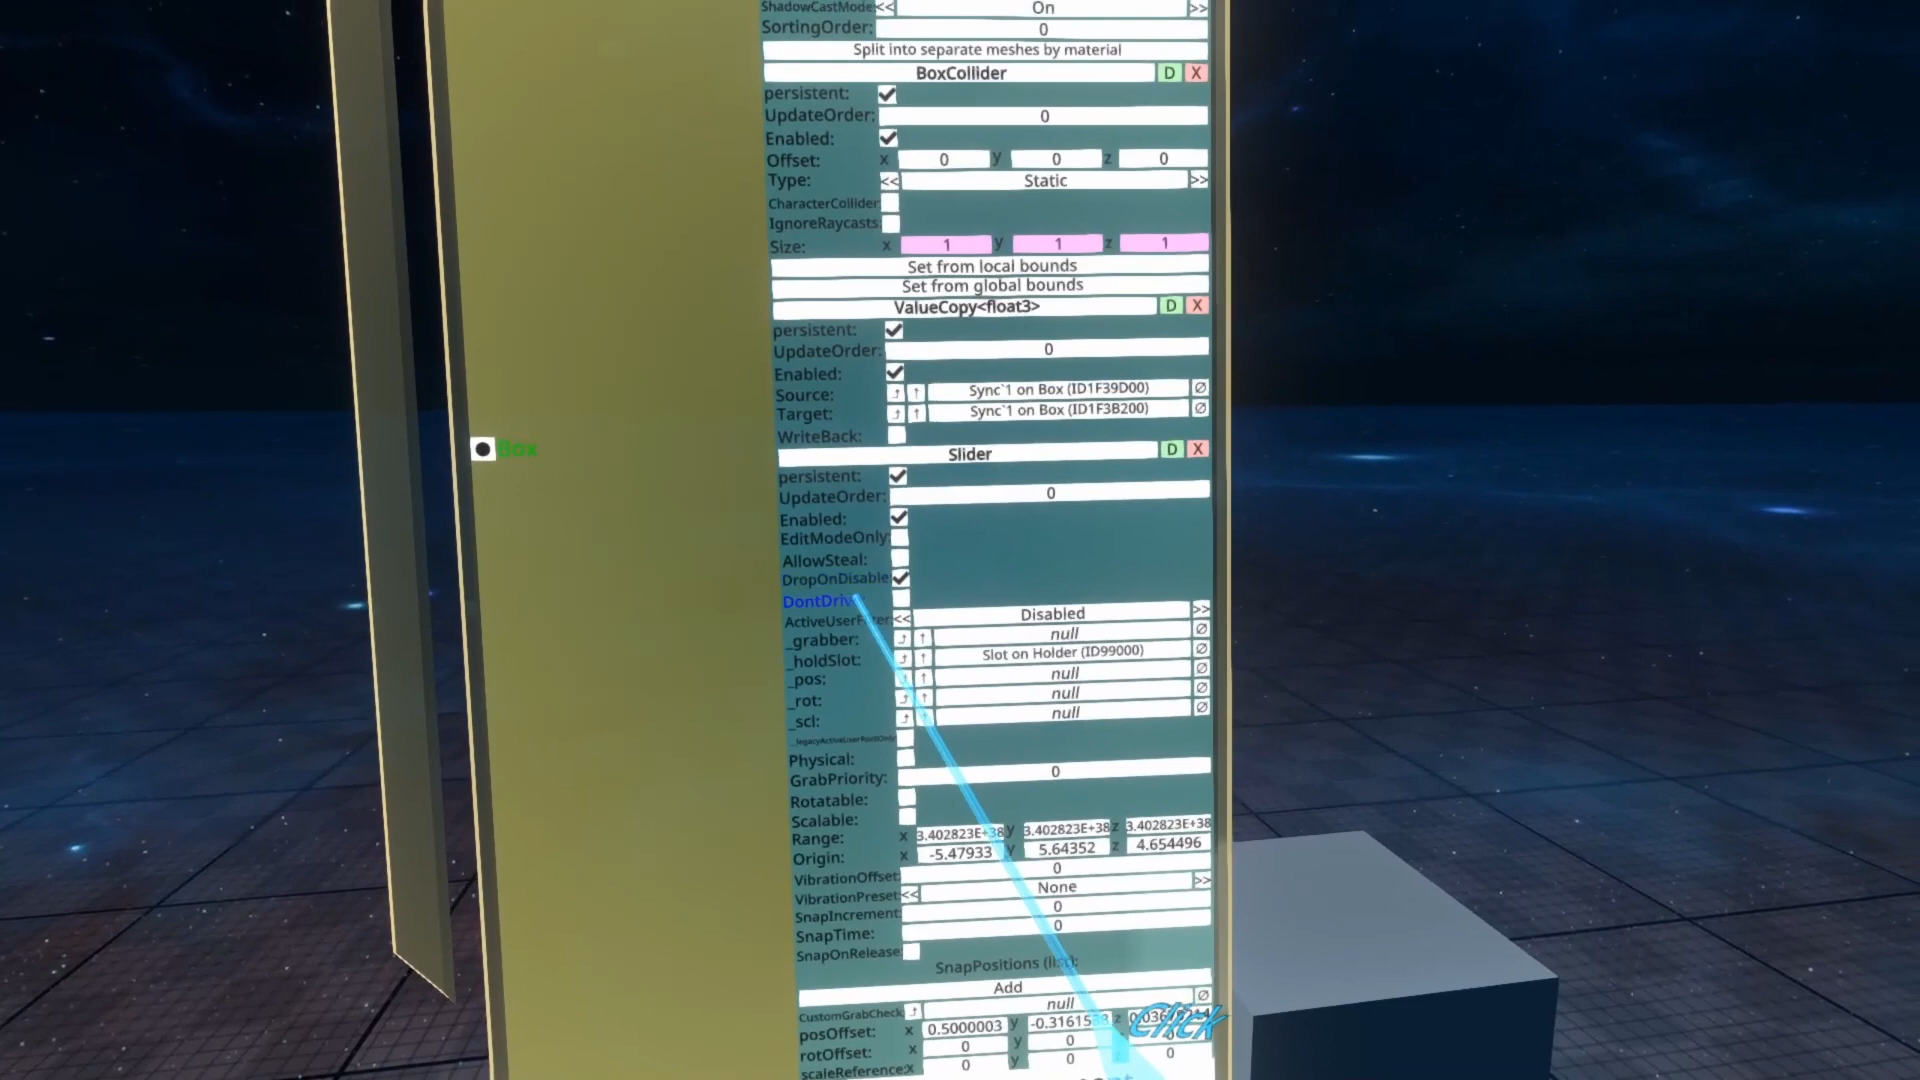 ShadowCastMode << On >>
SortingOrder: 0
Split into separate meshes by material
BoxCollider D X
persistent:
UpdateOrder: 0
Enabled:
Offset: x 0 y 0 z 0
Type: << Static >>
CharacterCollider
IgnoreRaycasts
Size: x 1 y 1 z 1
Set from local bounds
Set from global bounds
ValueCopy<float3> D X
persistent:
UpdateOrder: 0
Enabled:
Source: Sync`1 on Box (ID1F39D00) ∅
Target: Sync`1 on Box (ID1F3B200) ∅
WriteBack:
Box
Slider D X
persistent:
UpdateOrder: 0
Enabled:
EditModeOnly:
AllowSteal:
DropOnDisable
ActiveUserFilter: << Disabled >>
_grabber: null ∅
_holdSlot: Slot on Holder (ID99000) ∅
_pos: null ∅
_rot: null ∅
_scl: null ∅
_legacyActiveUserRootOnly
Physical:
GrabPriority: 0
Rotatable:
Scalable:
Range: x 3.402823E+38 y 3.402823E+38 z 3.402823E+38
Origin: x -5.47933 y 5.64352 z 4.654496
VibrationOffset: 0
VibrationPreset: << None >>
SnapIncrement: 0
SnapTime: 0
SnapOnRelease:
SnapPositions (list):
Add
CustomGrabCheck null ∅
posOffset: x 0.5000003 y z
rotOffset: x 0 y 0 0
scaleReference: x 0 y 0 0
Click